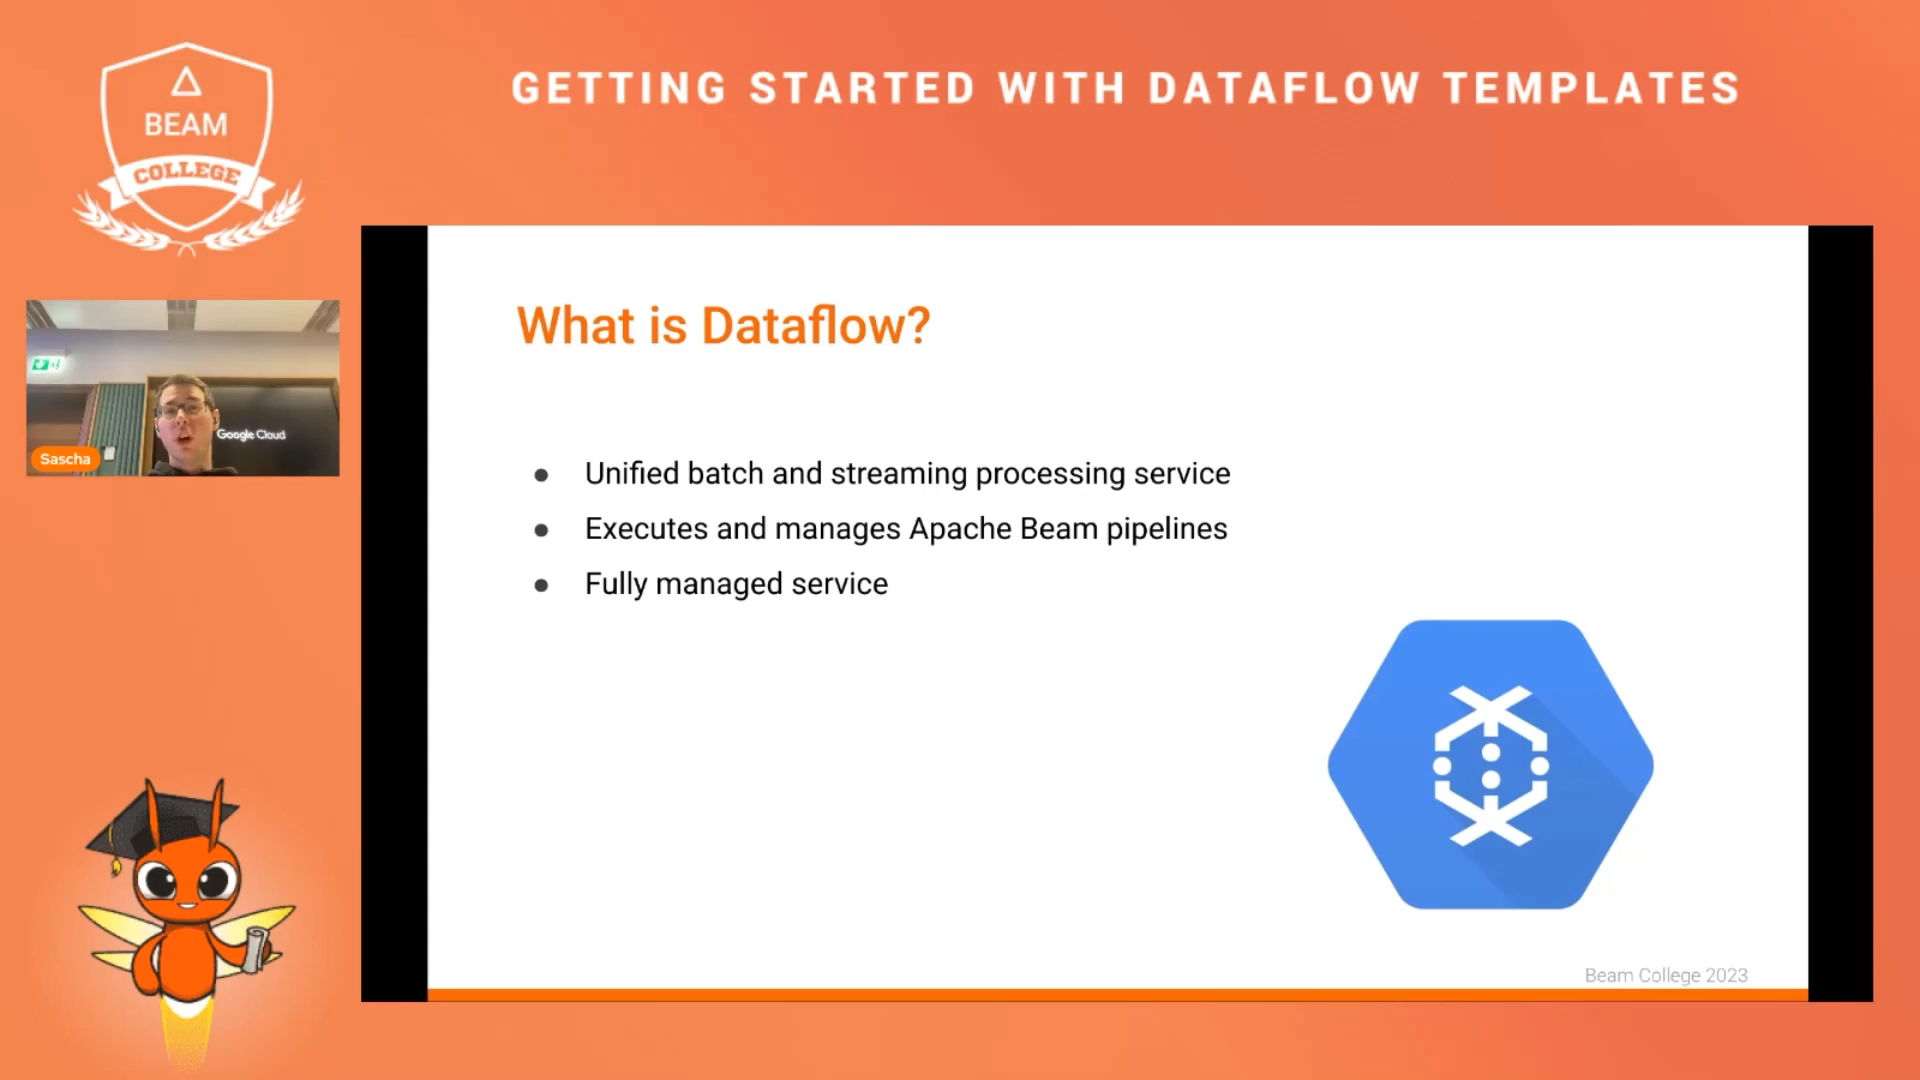 BEAM
COLLEGE
GETTING STARTED WITH DATAFLOW TEMPLATES
Google Cloud
Sascha
What is Dataflow?
● Unified batch and streaming processing service
● Executes and manages Apache Beam pipelines
● Fully managed service
Beam College 2023